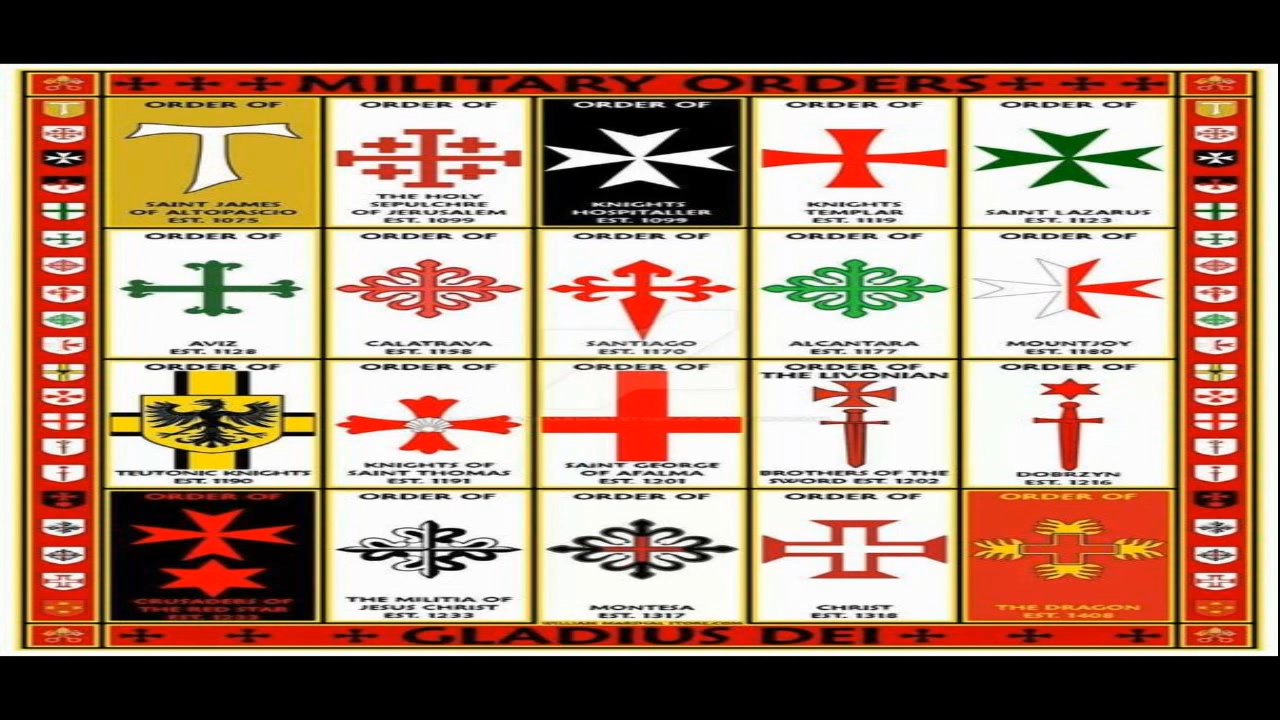 MILITARY ORDERS
ORDER OF
SAINT JAMES
OF ALTOPASCIO
EST. 1075
ORDER OF
THE HOLY
SEPULCHRE
OF JERUSALEM
EST. 1099
ORDER OF
KNIGHTS
HOSPITALLER
EST. 1099
ORDER OF
KNIGHTS
TEMPLAR
EST. 1119
ORDER OF
SAINT LAZARUS
EST. 1123
ORDER OF
AVIZ
EST. 1128
ORDER OF
CALATRAVA
EST. 1158
ORDER OF
SANTIAGO
EST. 1170
ORDER OF
ALCANTARA
EST. 1177
ORDER OF
MOUNTJOY
EST. 1180
ORDER OF
TEUTONIC KNIGHTS
EST. 1190
ORDER OF
KNIGHTS OF
SAINT THOMAS
EST. 1191
ORDER OF
SAINT GEORGE
OF AFALMA
EST. 1201
ORDER OF
THE LIVONIAN
BROTHERS OF THE
SWORD EST. 1202
ORDER OF
DOBRZYN
EST. 1216
ORDER OF
CRUSADERS OF
THE RED STAR
EST. 1233
ORDER OF
THE MILITIA OF
JESUS CHRIST
EST. 1233
ORDER OF
MONTESA
EST. 1317
ORDER OF
CHRIST
EST. 1318
ORDER OF
THE DRAGON
EST. 1408
GLADIUS DEI